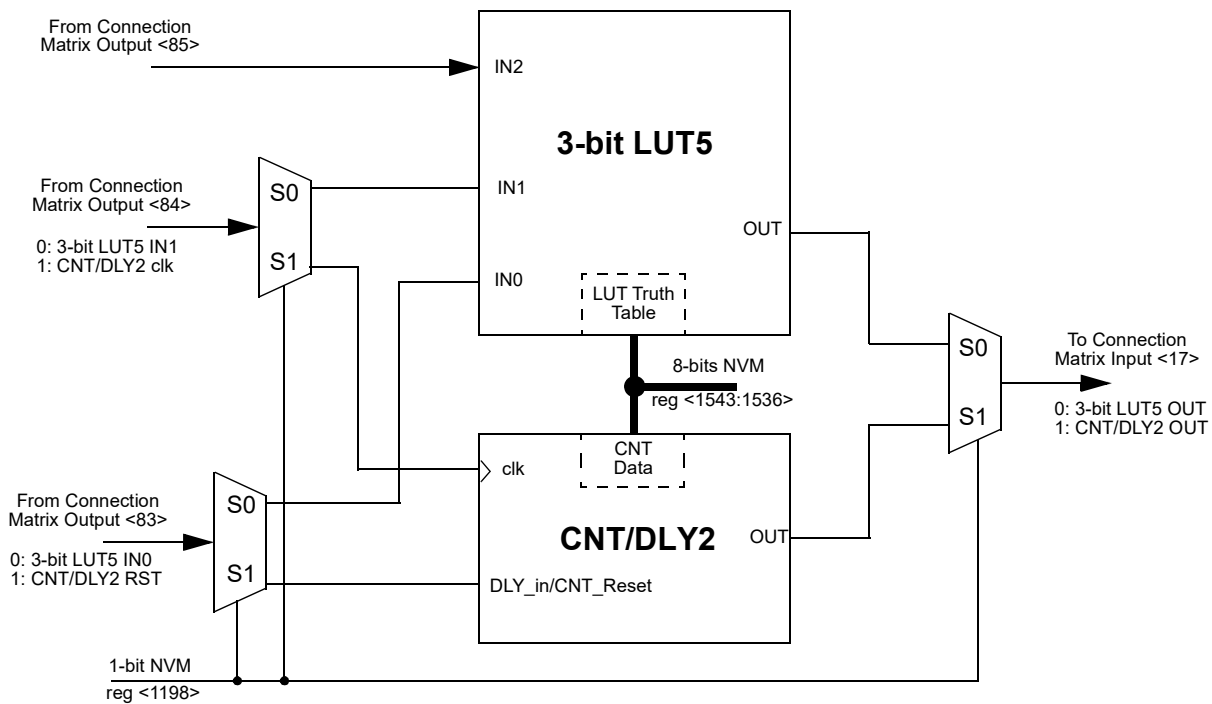 From Connection
Matrix Output <85>
IN2
3-bit LUT5
From Connection
Matrix Output <84>
0: 3-bit LUT5 IN1
1: CNT/DLY2 clk
S0
S1
IN1
IN0
OUT
LUT Truth
Table
8-bits NVM
reg <1543:1536>
S0
S1
To Connection
Matrix Input <17>
0: 3-bit LUT5 OUT
1: CNT/DLY2 OUT
CNT
Data
clk
CNT/DLY2
OUT
DLY_in/CNT_Reset
From Connection
Matrix Output <83>
0: 3-bit LUT5 IN0
1: CNT/DLY2 RST
S0
S1
1-bit NVM
reg <1198>